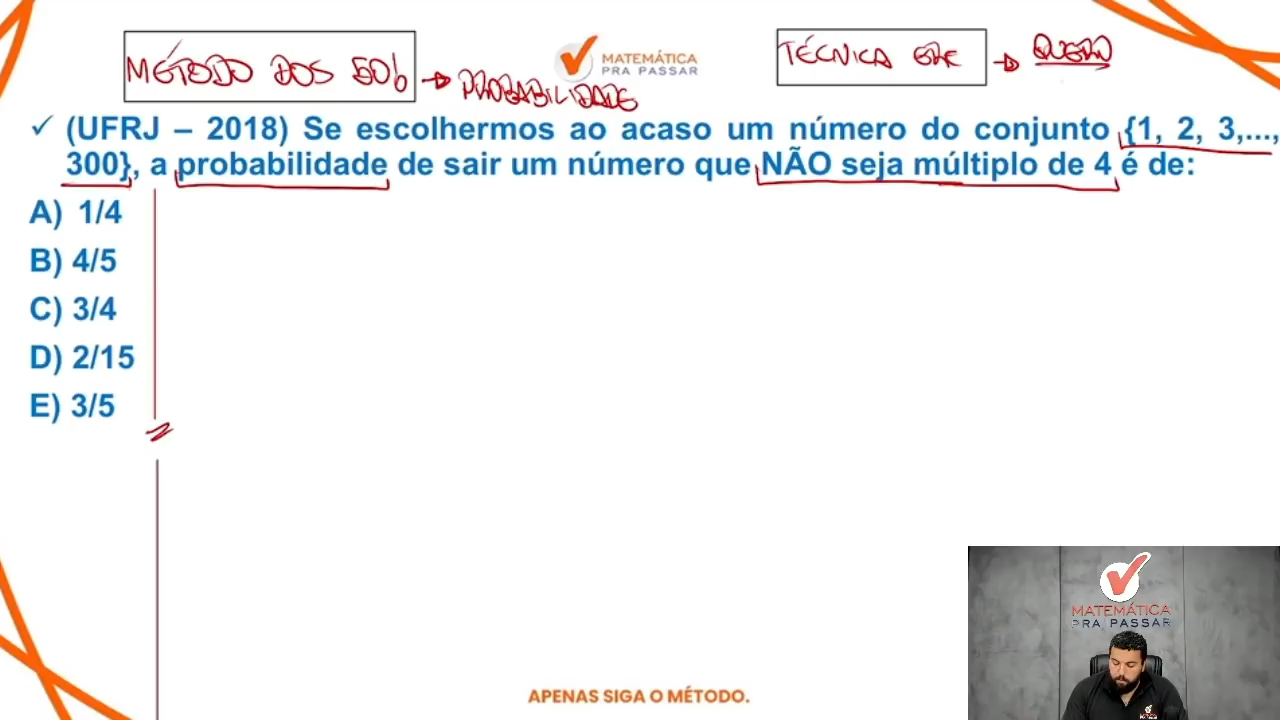 MÉTODO DOS 50%
→ PROBABILIDADE
MATEMÁTICA
PRA PASSAR
TÉCNICA → QUERO
✓ (UFRJ – 2018) Se escolhermos ao acaso um número do conjunto {1, 2, 3,...,
300}, a probabilidade de sair um número que NÃO seja múltiplo de 4 é de:
A) 1/4
B) 4/5
C) 3/4
D) 2/15
E) 3/5
MATEMÁTICA
PRA PASSAR
APENAS SIGA O MÉTODO.